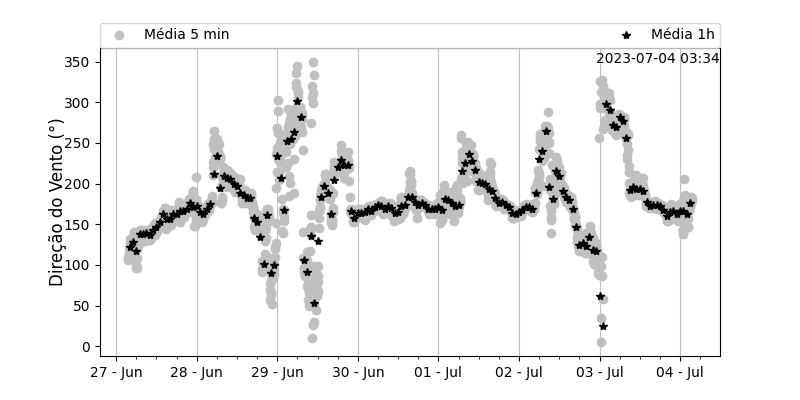 Média 5 min
Média 1h
2023-07-04 03:34
Direção do Vento (°)
350
300
250
200
150
100
50
0
27 - Jun
28 - Jun
29 - Jun
30 - Jun
01 - Jul
02 - Jul
03 - Jul
04 - Jul